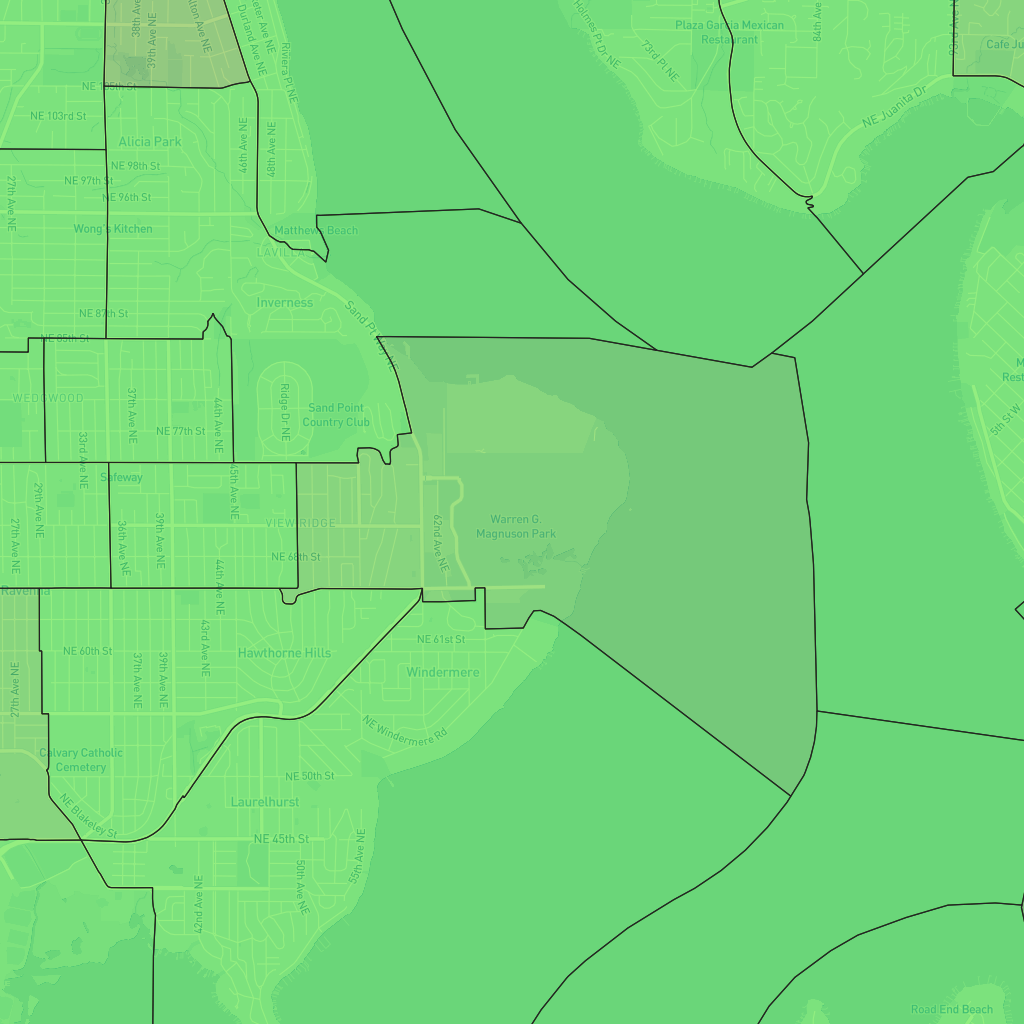 38th Ave NE
39th Ave NE
Durland Ave NE
Riviera Pl NE
Holmes Pt Dr NE
73rd Pl NE
Plaza Garcia Mexican
Restaurant
84th Ave
93rd Ave N
Cafe Ju
NE 105th St
NE 103rd St
Alicia Park
46th Ave NE
48th Ave NE
NE Juanita Dr
NE 98th St
NE 97th St
27th Ave NE
NE 96th St
Wong's Kitchen
Matthews Beach
LAVILLA
Inverness
Sand Pt Way NE
NE 87th St
NE 85th St
WEDGWOOD
37th Ave NE
44th Ave NE
Ridge Dr NE
Sand Point
Country Club
NE 77th St
33rd Ave NE
5th St W
Rest
Safeway
45th Ave NE
29th Ave NE
27th Ave NE
36th Ave NE
39th Ave NE
VIEW RIDGE
62nd Ave NE
Warren G.
Magnuson Park
NE 68th St
44th Ave NE
Ravenna
43rd Ave NE
NE 61st St
NE 60th St
Hawthorne Hills
Windermere
27th Ave NE
37th Ave NE
39th Ave NE
NE Windermere Rd
Calvary Catholic
Cemetery
NE 50th St
NE Blakeley St
Laurelhurst
NE 45th St
55th Ave NE
50th Ave NE
42nd Ave NE
Road End Beach